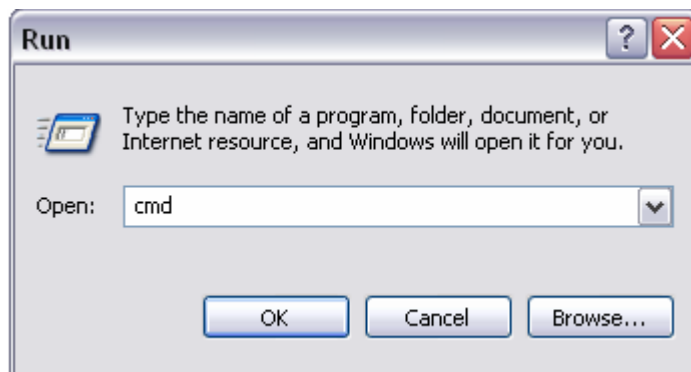 Run
Type the name of a program, folder, document, or
Internet resource, and Windows will open it for you.
Open: cmd
OK Cancel Browse...